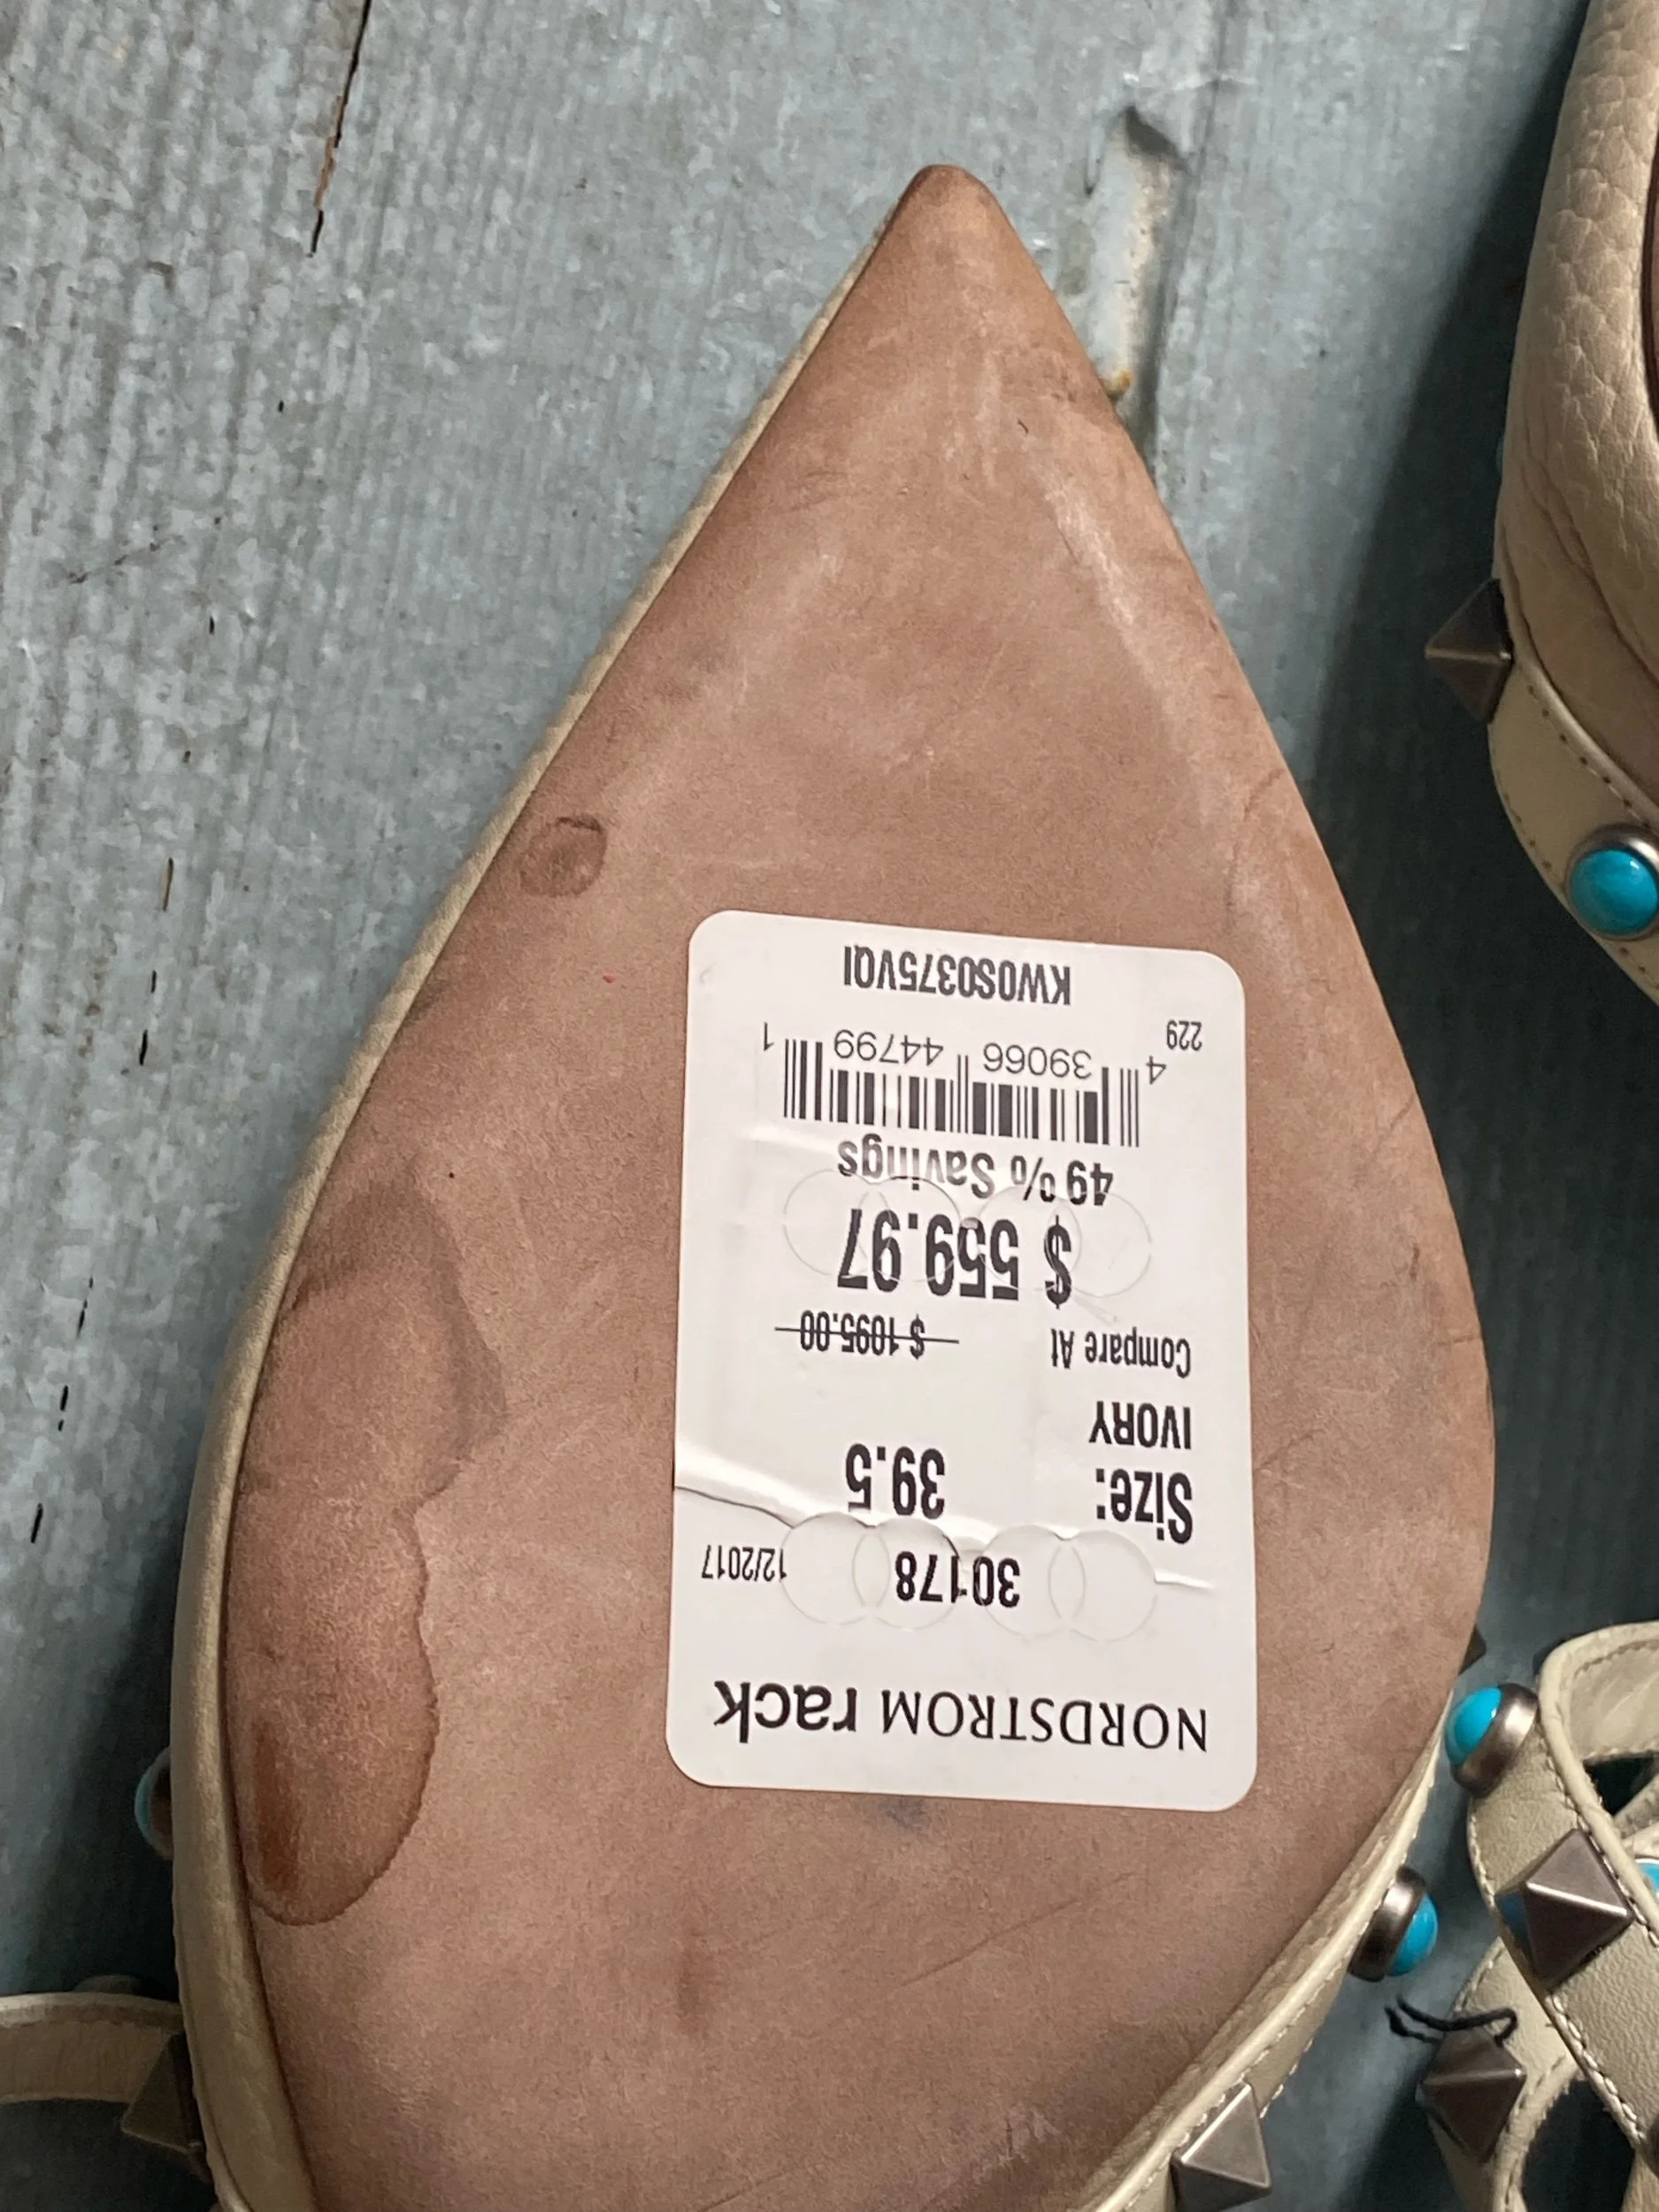 NORDSTROM rack
30178 12/2017
Size: 39.5
IVORY
Compare At $ 1095.00
$ 559.97
49% Savings
4 39066 44799 1
229
KW0S0375VQI